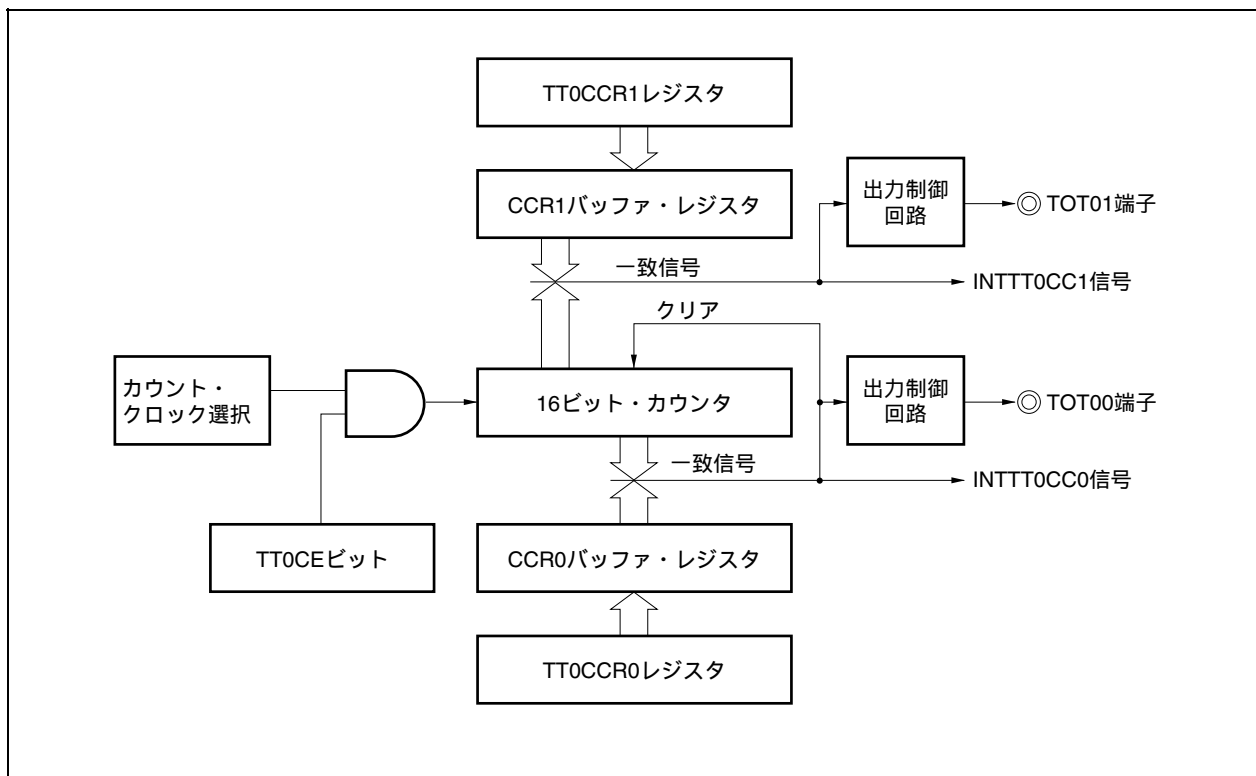 TT0CCR1レジスタ
CCR1バッファ・レジスタ
出力制御
回路
TOT01端子
一致信号
INTTT0CC1信号
クリア
カウント・
クロック選択
16ビット・カウンタ
出力制御
回路
TOT00端子
一致信号
INTTT0CC0信号
TT0CEビット
CCR0バッファ・レジスタ
TT0CCR0レジスタ